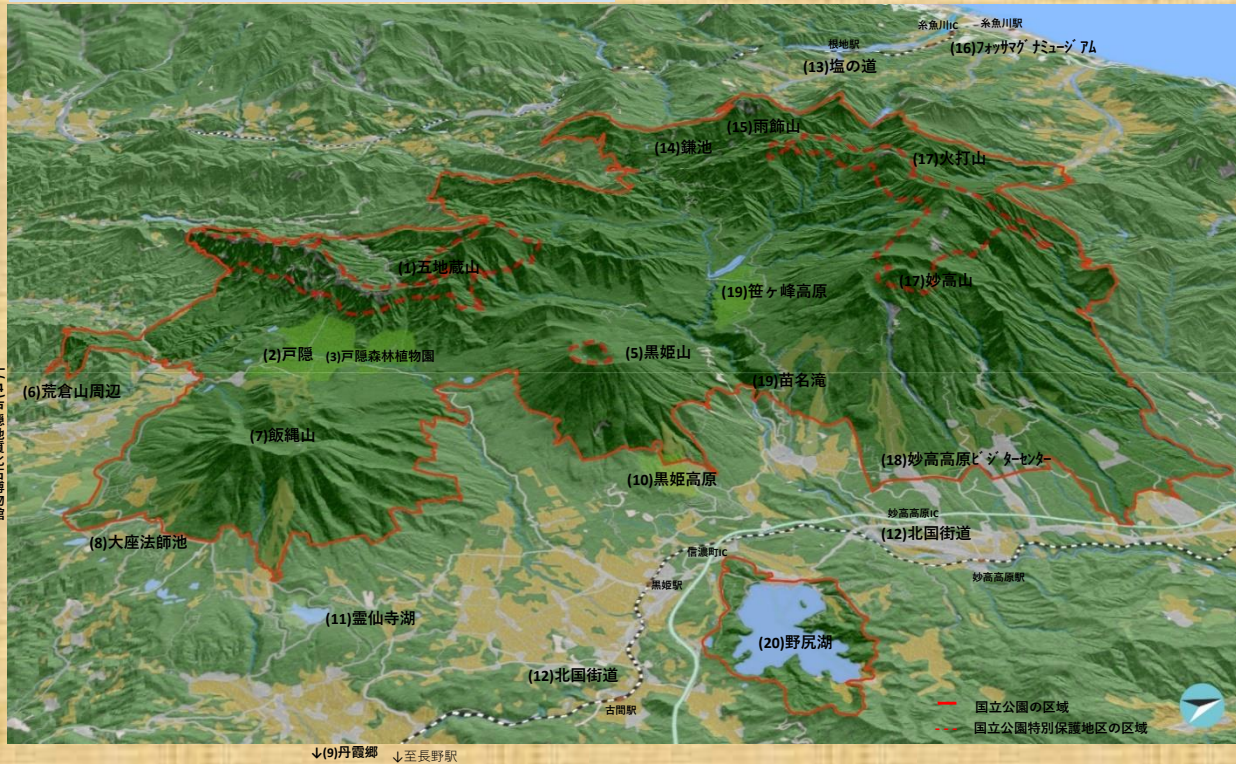 糸魚川IC
糸魚川駅
根地駅
(16)フォッサマグナミュージアム
(13)塩の道
(15)雨飾山
(14)鎌池
(17)火打山
(1)五地蔵山
(17)妙高山
(19)笹ヶ峰高原
(2)戸隠
(3)戸隠森林植物園
(5)黒姫山
(6)荒倉山周辺
(19)苗名滝
(7)飯縄山
(18)妙高高原ビジターセンター
(10)黒姫高原
妙高高原IC
(12)北国街道
(8)大座法師池
信濃町IC
妙高高原駅
黒姫駅
(11)霊仙寺湖
(20)野尻湖
(12)北国街道
古間駅
国立公園の区域
国立公園特別保護地区の区域
↓(9)丹霞郷
↓至長野駅